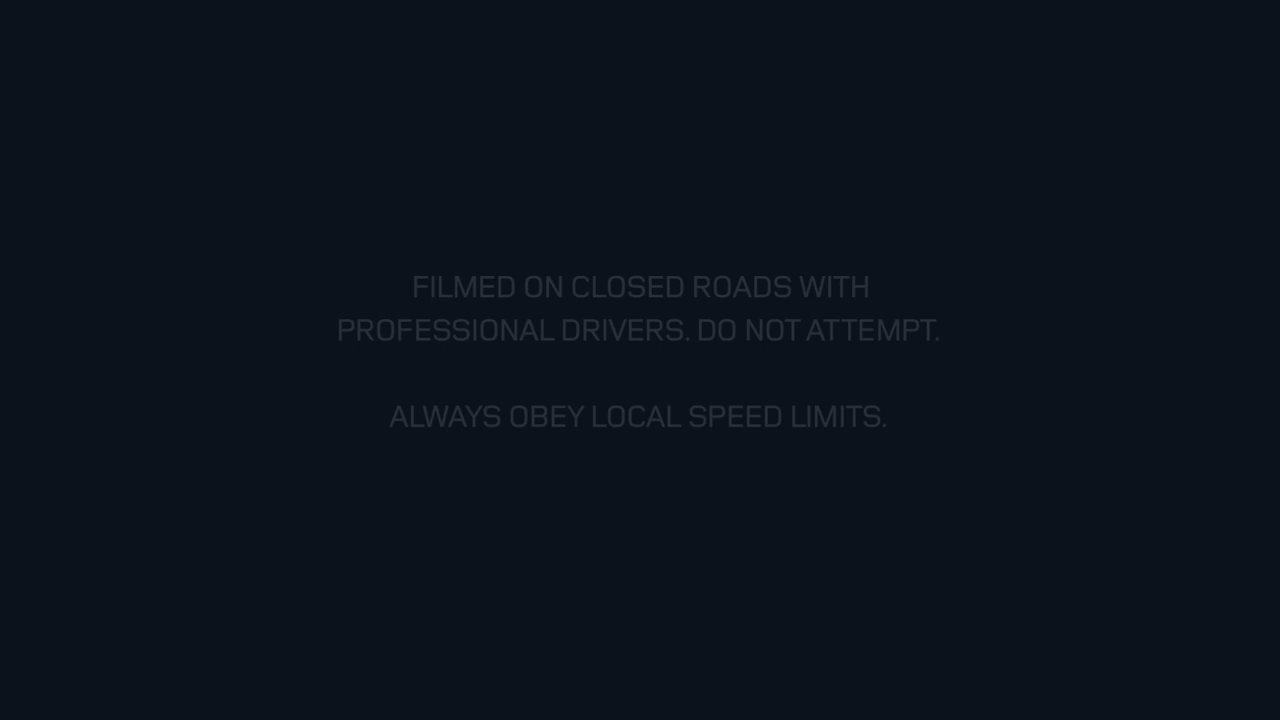 FILMED ON CLOSED ROADS WITH
PROFESSIONAL DRIVERS. DO NOT ATTEMPT.
ALWAYS OBEY LOCAL SPEED LIMITS.